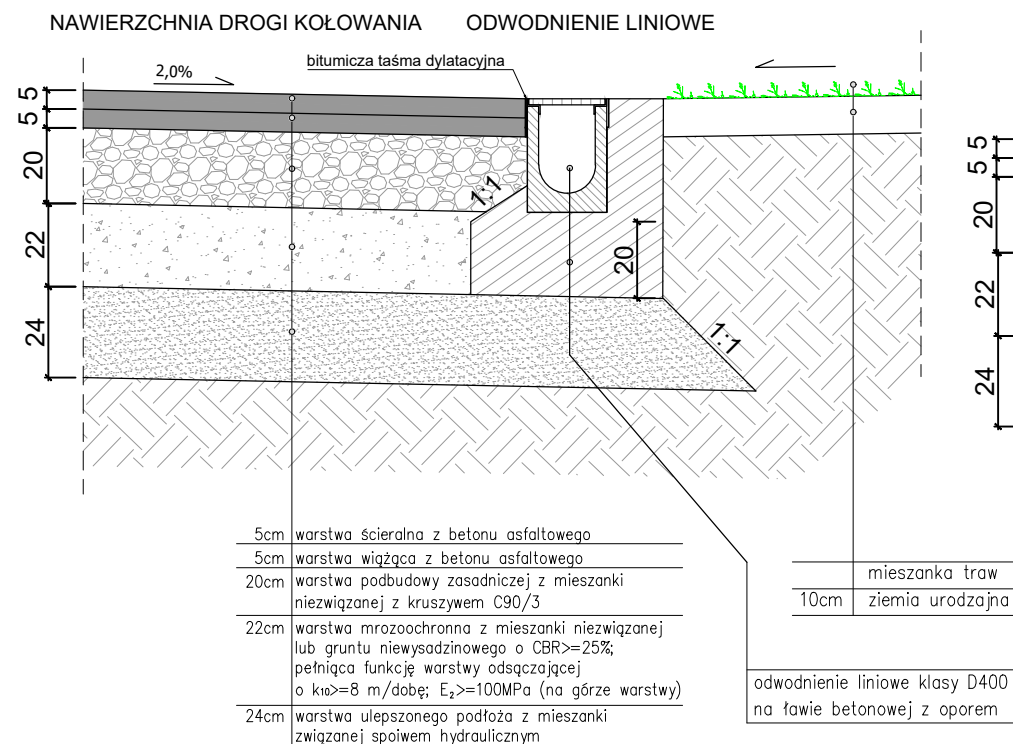 NAWIERZCHNIA DROGI KOŁOWANIA ODWODNIENIE LINIOWE
bitumicza taśma dylatacyjna
2,0%
5
5
20
22
24
1:1
20
1:1
5
5
20
22
24
5cm warstwa ścieralna z betonu asfaltowego
5cm warstwa wiążąca z betonu asfaltowego
20cm warstwa podbudowy zasadniczej z mieszanki
niezwiązanej z kruszywem C90/3
22cm warstwa mrozoochronna z mieszanki niezwiązanej
lub gruntu niewysadzinowego o CBR>=25%;
pełniąca funkcję warstwy odsączającej
o k₁₀>=8 m/dobę; E₂>=100MPa (na górze warstwy)
24cm warstwa ulepszonego podłoża z mieszanki
związanej spoiwem hydraulicznym
mieszanka traw
10cm ziemia urodzajna
odwodnienie liniowe klasy D400
na ławie betonowej z oporem